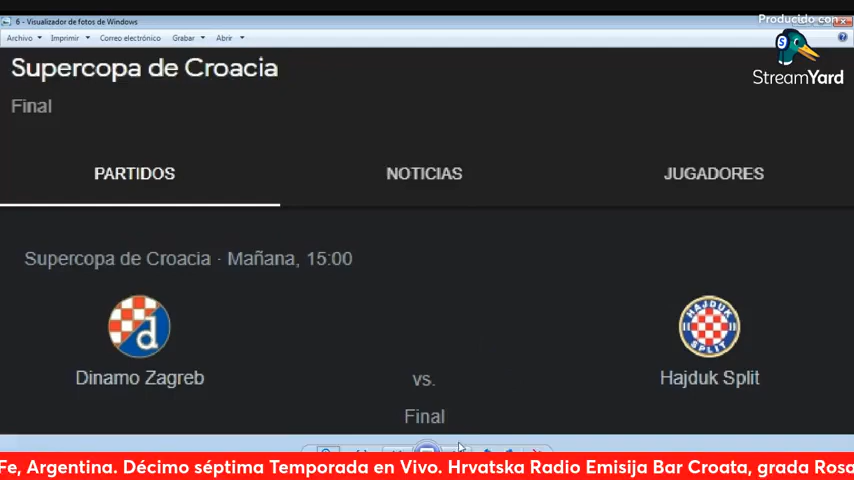 6 - Visualizador de fotos de Windows
Producido con
Archivo Imprimir Correo electrónico Grabar Abrir
StreamYard
Supercopa de Croacia
Final
PARTIDOS NOTICIAS JUGADORES
Supercopa de Croacia · Mañana, 15:00
HAJDUK
SPLIT
Dinamo Zagreb vs. Hajduk Split
Final
Fe, Argentina. Décimo séptima Temporada en Vivo. Hrvatska Radio Emisija Bar Croata, grada Rosa